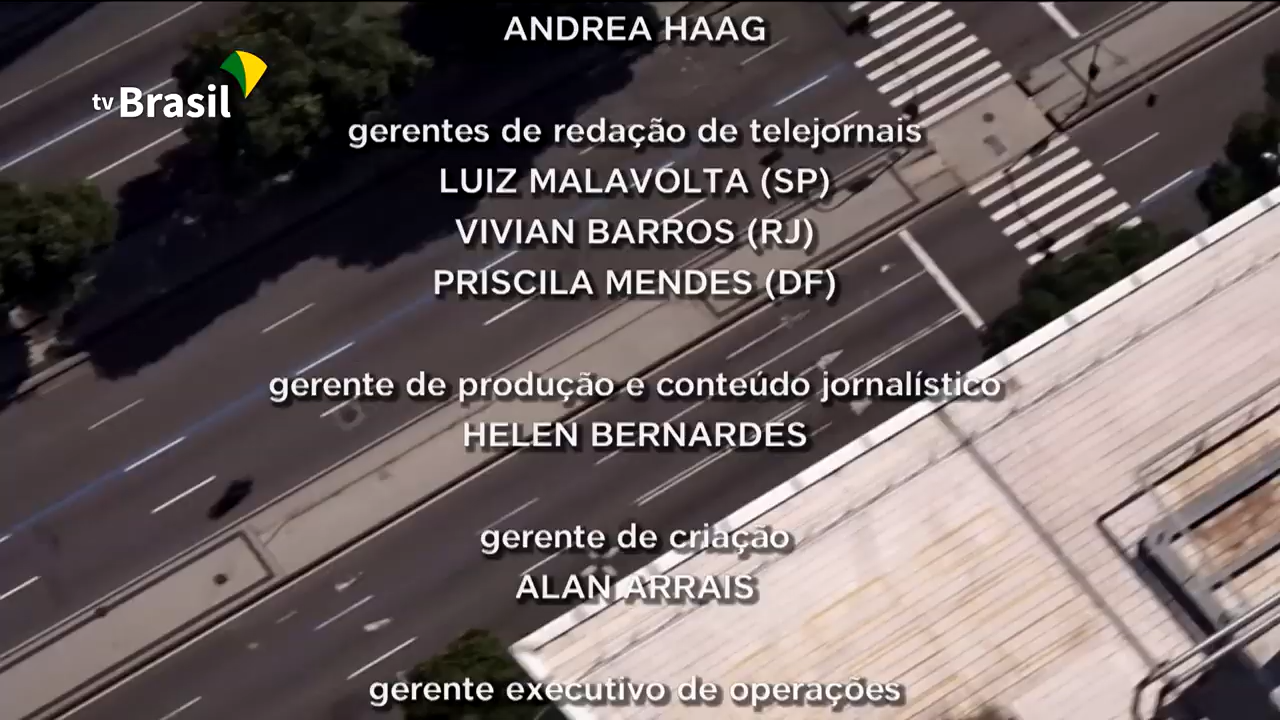 ANDREA HAAG
tv Brasil
gerentes de redação de telejornais
LUIZ MALAVOLTA (SP)
VIVIAN BARROS (RJ)
PRISCILA MENDES (DF)
gerente de produção e conteúdo jornalístico
HELEN BERNARDES
gerente de criação
ALAN ARRAIS
gerente executivo de operações